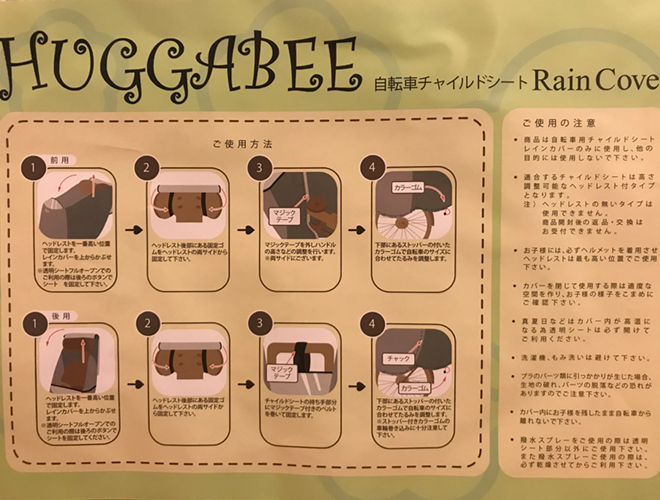 HUGGABEE
自転車チャイルドシート Rain Cove
ご使用方法
1 前用
2
3
4
マジック
テープ
カラーゴム
ヘッドレストを一番高い位置
で固定します。
レインカバーを上からかぶせ
ます。
※透明シートフルオープンでの
ご利用の際は後ろのボタンで
シート を固定して下さい。
ヘッドレスト後部にある固定ゴ
ムをヘッドレストの両サイドから
固定して下さい。
マジックテープを外しハンドル
の高さなどの調整を行います。
※両サイドにございます。
下部にあるストッパーの付いた
カラーゴムで自転車のサイズに
合わせてたるみを調整します。
1 後用
2
3
4
マジック
テープ
チャック
カラーゴム
ヘッドレストを一番高い位置
で固定します。
レインカバーを上からかぶせ
ます。
※透明シートフルオープンでの
ご利用の際は後ろのボタンで
シートを固定してください。
ヘッドレスト後部にある固定
ゴムをヘッドレストの両サイドか
ら固定して下さい。
チャイルドシートの持ち手部分
にマジックテープ付きのベルト
を巻いて固定します。
下部にあるストッパーの付いた
カラーゴムで自転車のサイズに
合わせてたるみを調整します。
※ストッパー付きカラーゴムの
車輪巻き込みに十分注意して
下さい。
ご使用の注意
• 商品は自転車用チャイルドシート
レインカバーのみに使用し、他の
目的には使用しないで下さい。
• 適合するチャイルドシートは高さ
調整可能なヘッドレスト付タイプ
となります。
注）ヘッドレストの無いタイプは
使用できません。
商品開封後の返品・交換は
お受けできません。
• お子様には、必ずヘルメットを着用させ
ヘッドレストは最も高い位置でご使用
下さい。
• カバーを閉じて使用する際は適度な
空間を作り、お子様の様子をこまめに
ご確認下さい。
• 真夏日などはカバー内が高温に
なる為透明シートは必ず開けて
ご利用ください。
• 洗濯機、もみ洗いは避けて下さい。
• プラのパーツ類に引っかかりが生じた場合、
生地の破れ、パーツの脱落などの恐れが
ありますのでご注意下さい。
• カバー内にお子様を残したまま自転車から
離れないで下さい。
• 撥水スプレーをご使用の際は透明
シート部分以外にご使用下さい。
また撥水スプレーご使用の際は、
必ず乾燥させてからご利用下さい。